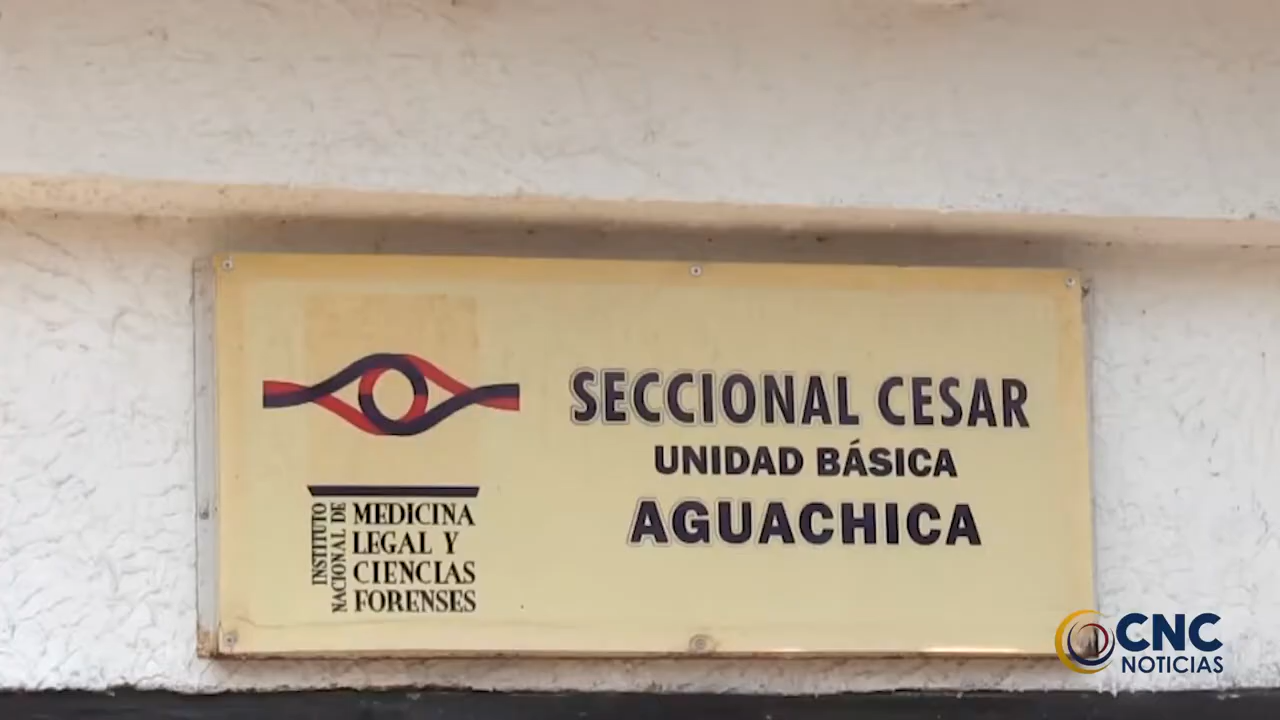 SECCIONAL CESAR
UNIDAD BÁSICA
AGUACHICA
INSTITUTO
NACIONAL DE
MEDICINA
LEGAL Y
CIENCIAS
FORENSES
CNC
NOTICIAS